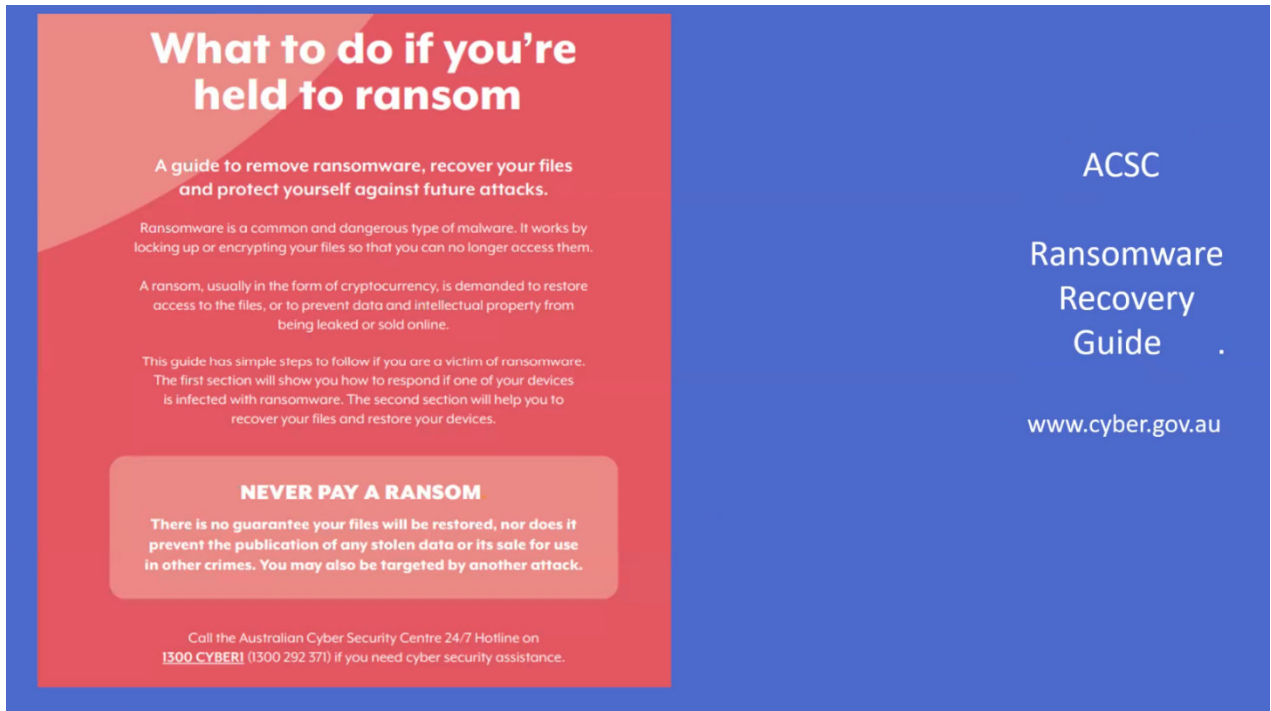 What to do if you're
held to ransom
A guide to remove ransomware, recover your files
and protect yourself against future attacks.
Ransomware is a common and dangerous type of malware. It works by
locking up or encrypting your files so that you can no longer access them.
A ransom, usually in the form of cryptocurrency, is demanded to restore
access to the files, or to prevent data and intellectual property from
being leaked or sold online.
This guide has simple steps to follow if you are a victim of ransomware.
The first section will show you how to respond if one of your devices
is infected with ransomware. The second section will help you to
recover your files and restore your devices.
NEVER PAY A RANSOM
There is no guarantee your files will be restored, nor does it
prevent the publication of any stolen data or its sale for use
in other crimes. You may also be targeted by another attack.
Call the Australian Cyber Security Centre 24/7 Hotline on
1300 CYBER1 (1300 292 371) if you need cyber security assistance.
ACSC
Ransomware
Recovery
Guide .
www.cyber.gov.au